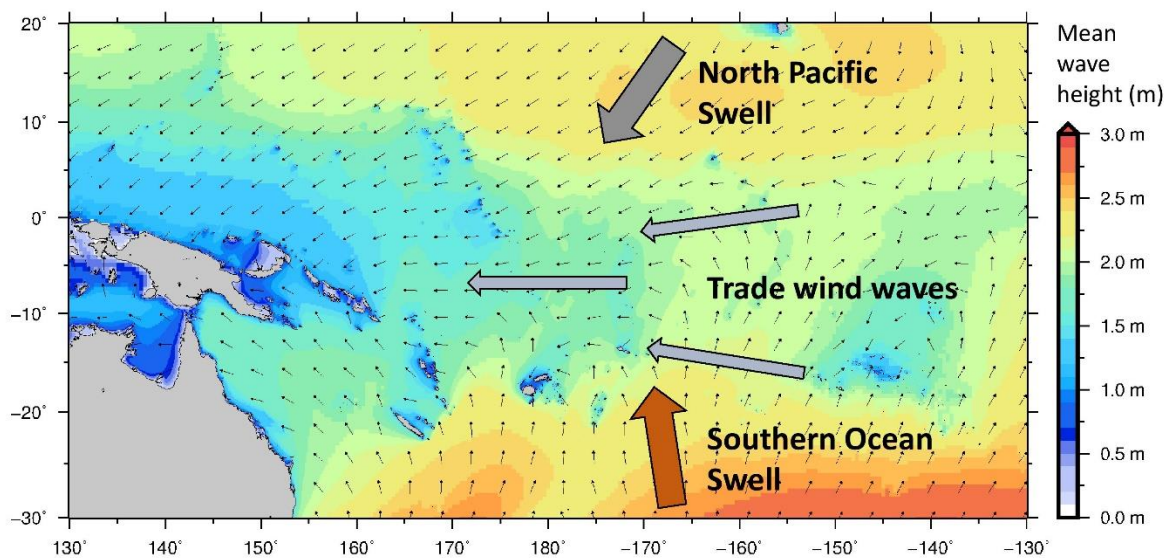 20°
10°
0°
−10°
−20°
−30°
130° 140° 150° 160° 170° 180° −170° −160° −150° −140° −130°
North Pacific
Swell
Trade wind waves
Southern Ocean
Swell
Mean
wave
height (m)
3.0 m
2.5 m
2.0 m
1.5 m
1.0 m
0.5 m
0.0 m